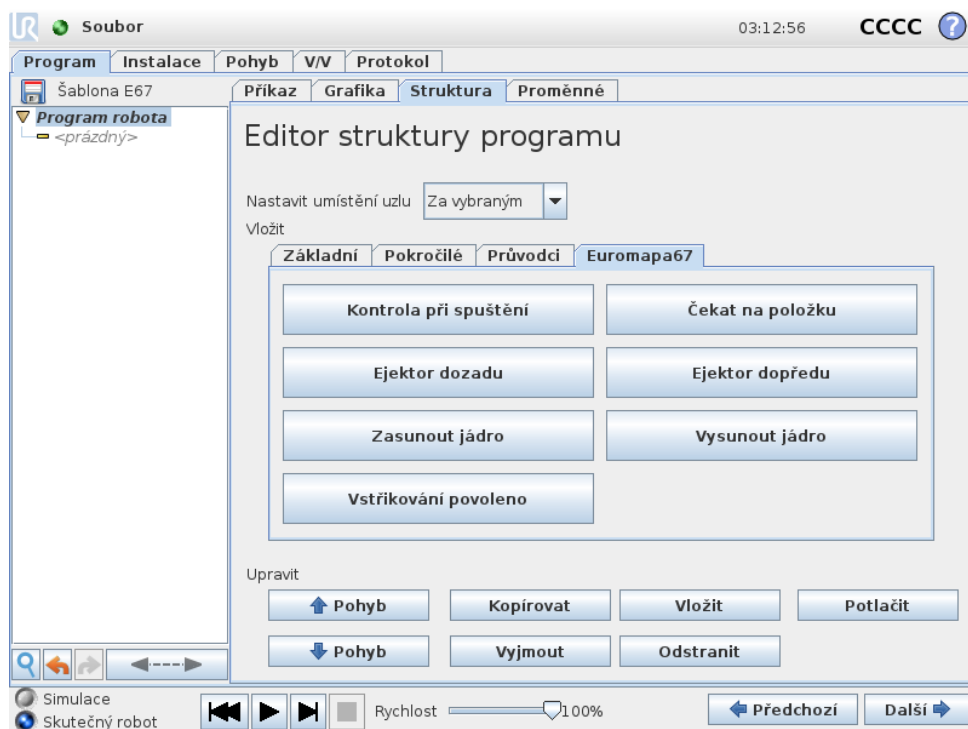 Soubor 03:12:56 CCCC ?
Program Instalace Pohyb V/V Protokol
Šablona E67 Příkaz Grafika Struktura Proměnné
Program robota
<prázdný>
Editor struktury programu
Nastavit umístění uzlu Za vybraným
Vložit
Základní Pokročilé Průvodci Euromapa67
Kontrola při spuštění Čekat na položku
Ejektor dozadu Ejektor dopředu
Zasunout jádro Vysunout jádro
Vstřikování povoleno
Upravit
Pohyb Kopírovat Vložit Potlačit
Pohyb Vyjmout Odstranit
Simulace
Skutečný robot
Rychlost 100% Předchozí Další